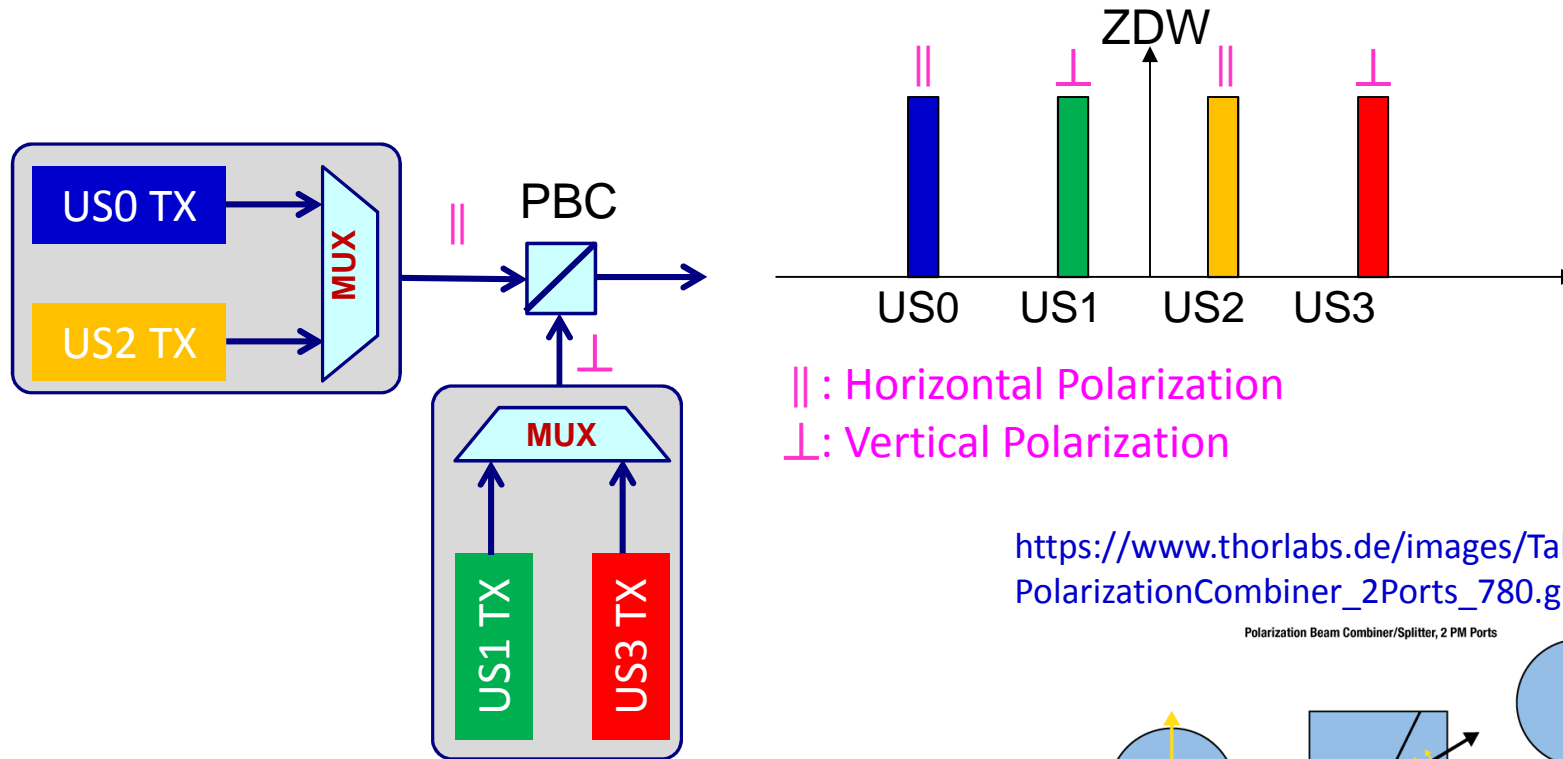 US0 TX
US2 TX
MUX
||
PBC
⊥
MUX
US1 TX
US3 TX
ZDW
|| ⊥ || ⊥
US0 US1 US2 US3
|| : Horizontal Polarization
⊥: Vertical Polarization
https://www.thorlabs.de/images/Ta
PolarizationCombiner_2Ports_780.g
Polarization Beam Combiner/Splitter, 2 PM Ports